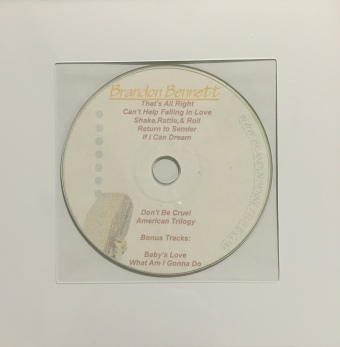 Brandon Bennett
That's All Right
Can't Help Falling In Love
Shake,Rattle,& Roll
Return to Sender
If I Can Dream
Don't Be Cruel
American Trilogy
Bonus Tracks:
Baby's Love
What Am I Gonna Do